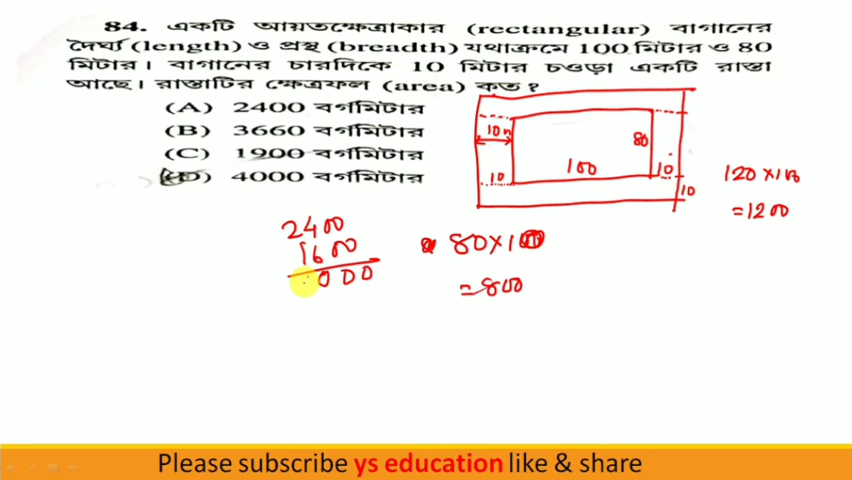 84. একটি আয়তক্ষেত্রাকার (rectangular) বাগানের
দৈর্ঘ্য (length) ও প্রস্থ (breadth) যথাক্রমে 100 মিটার ও 80
মিটার। বাগানের চারদিকে 10 মিটার চওড়া একটি রাস্তা
আছে। রাস্তাটির ক্ষেত্রফল (area) কত ?
(A) 2400 বর্গমিটার
(B) 3660 বর্গমিটার
(C) 1900 বর্গমিটার
(D) 4000 বর্গমিটার
10m
80
100
10
10
10
120 ×
= 1200
2400
1600
000
80×1
= 800
Please subscribe ys education like & share